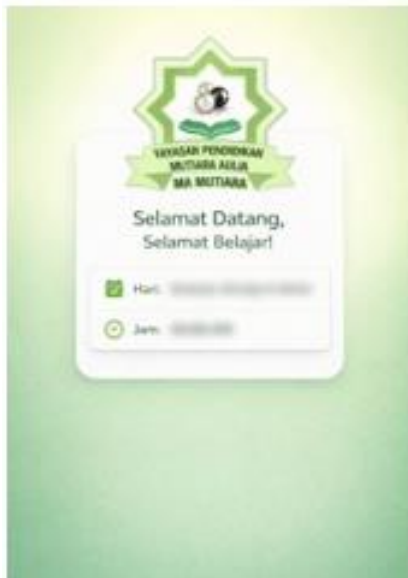 YAYASAN PENDIDIKAN
MUTIARA AULIA
MA MUTIARA
Selamat Datang,
Selamat Belajar!
Hari:
Jam: